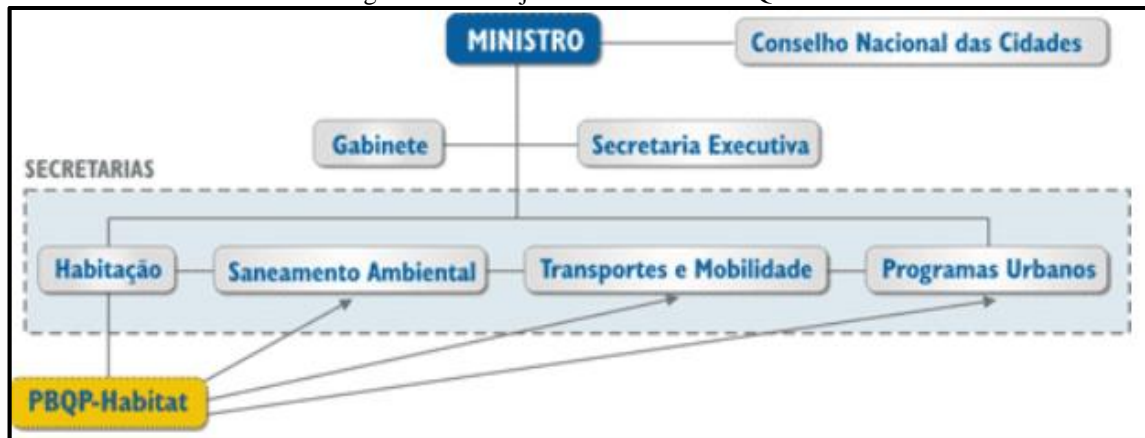 MINISTRO
Conselho Nacional das Cidades
Gabinete
Secretaria Executiva
SECRETARIAS
Habitação
Saneamento Ambiental
Transportes e Mobilidade
Programas Urbanos
PBQP-Habitat